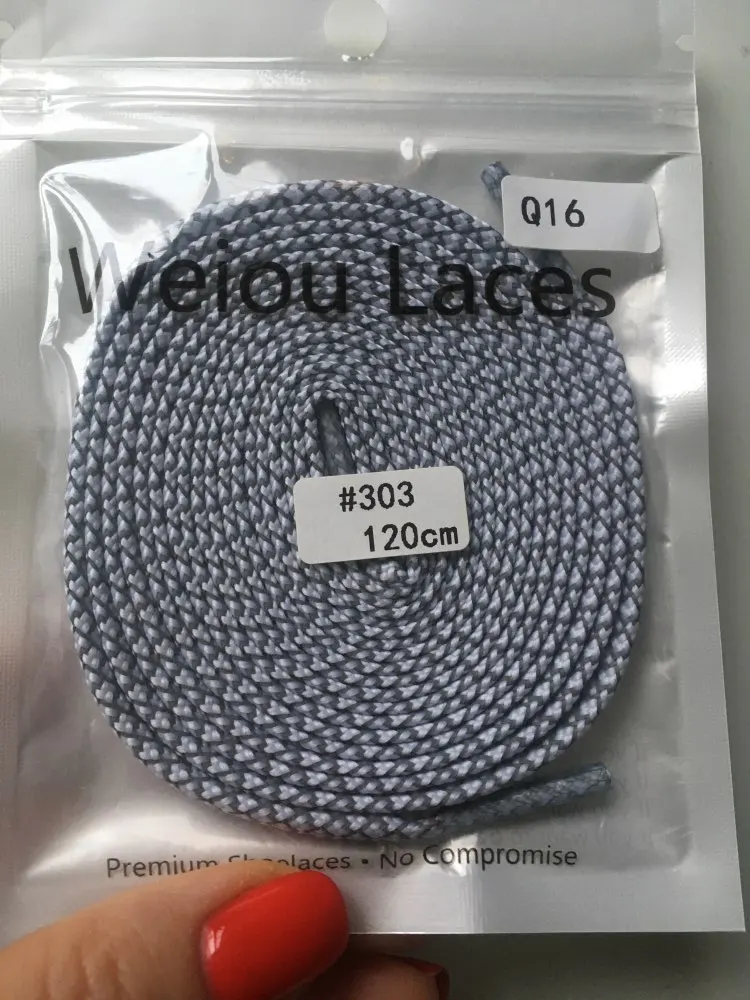 Q16
Weiou Laces
#303
120cm
Premium Shoelaces • No Compromise